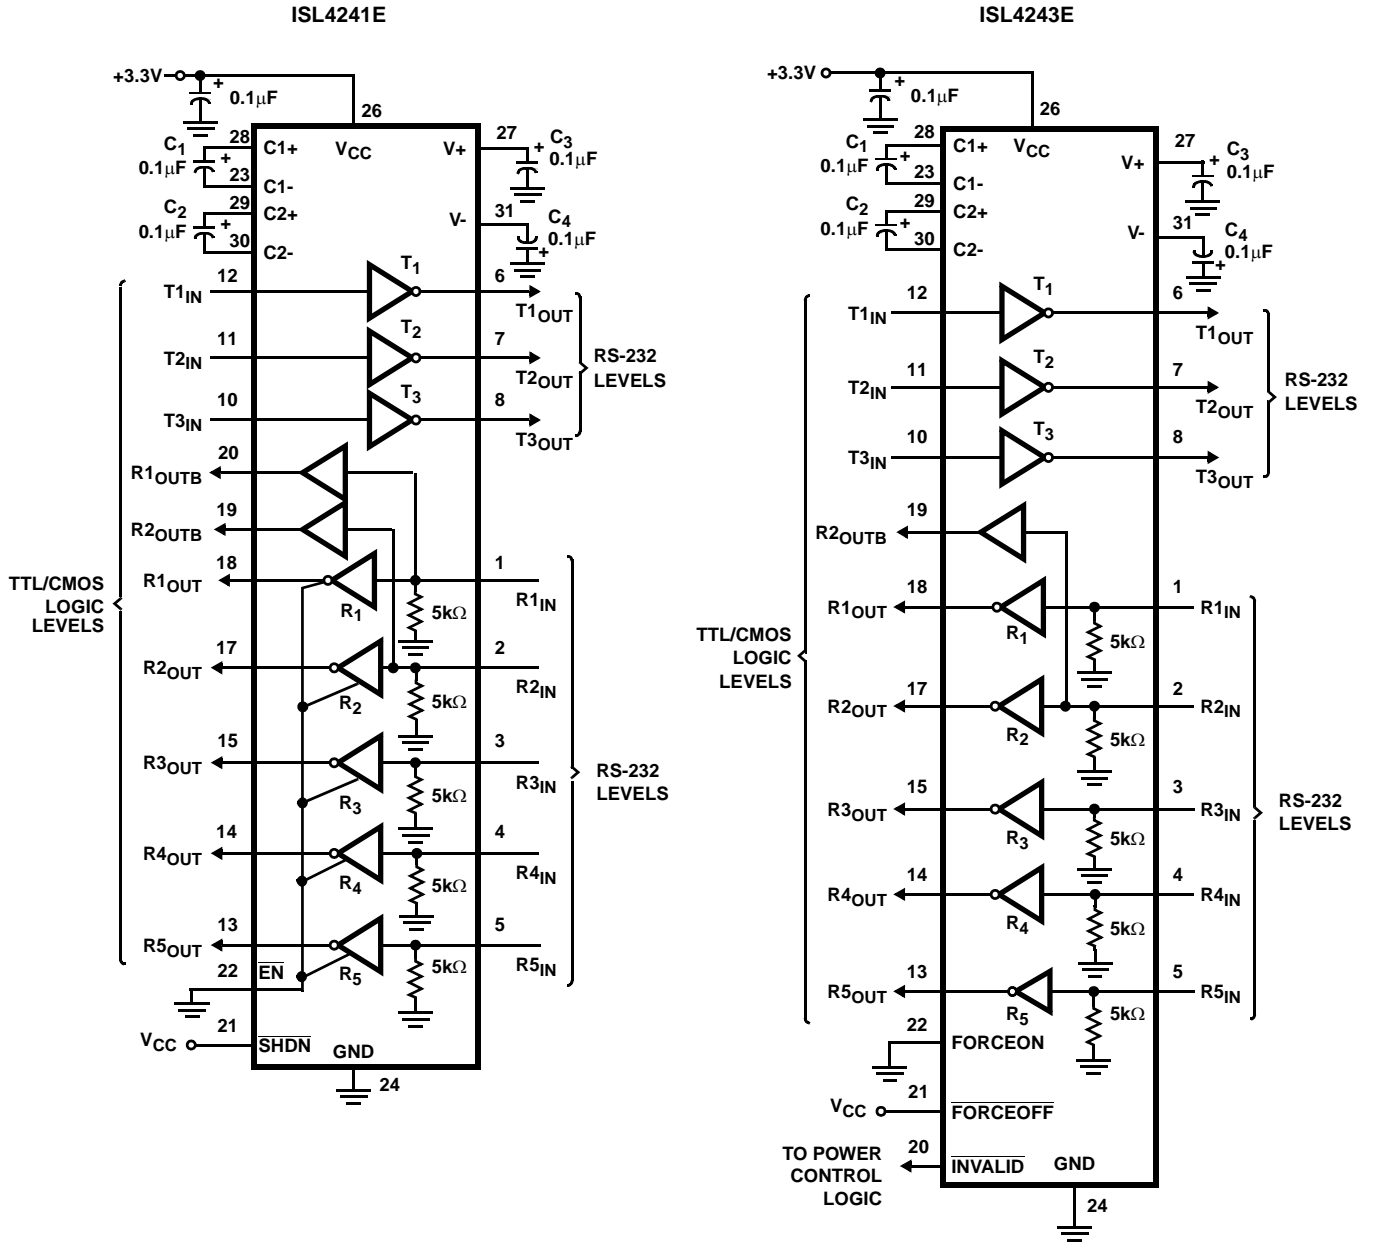 ISL4241E
+3.3V
+
0.1μF
26
C1
0.1μF
+
28
C1+
VCC
V+
27
+
C3
0.1μF
23
C1-
C2
0.1μF
+
29
C2+
V-
31
C4
0.1μF
+
30
C2-
T1IN
12
T1
6
T1OUT
T2IN
11
T2
7
T2OUT
RS-232
LEVELS
T3IN
10
T3
8
T3OUT
R1OUTB
20
R2OUTB
19
R1OUT
18
R1
5kΩ
1
R1IN
TTL/CMOS
LOGIC
LEVELS
R2OUT
17
R2
5kΩ
2
R2IN
R3OUT
15
R3
5kΩ
3
R3IN
RS-232
LEVELS
R4OUT
14
R4
5kΩ
4
R4IN
R5OUT
13
R5
5kΩ
5
R5IN
22
EN
VCC
21
SHDN
GND
24
ISL4243E
+3.3V
+
0.1μF
26
C1
0.1μF
+
28
C1+
VCC
V+
27
+
C3
0.1μF
23
C1-
C2
0.1μF
+
29
C2+
V-
31
C4
0.1μF
+
30
C2-
T1IN
12
T1
6
T1OUT
T2IN
11
T2
7
T2OUT
RS-232
LEVELS
T3IN
10
T3
8
T3OUT
R2OUTB
19
R1OUT
18
R1
5kΩ
1
R1IN
TTL/CMOS
LOGIC
LEVELS
R2OUT
17
R2
5kΩ
2
R2IN
R3OUT
15
R3
5kΩ
3
R3IN
RS-232
LEVELS
R4OUT
14
R4
5kΩ
4
R4IN
R5OUT
13
R5
5kΩ
5
R5IN
22
FORCEON
VCC
21
FORCEOFF
TO POWER
CONTROL
LOGIC
20
INVALID
GND
24